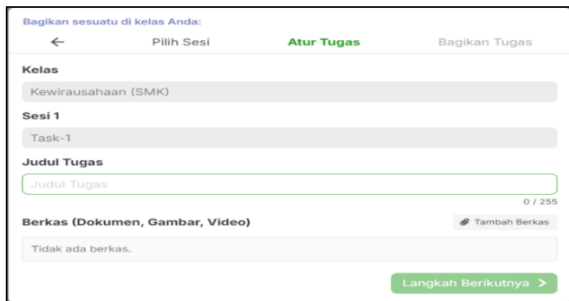 Bagikan sesuatu di kelas Anda:
← Pilih Sesi Atur Tugas Bagikan Tugas
Kelas
Kewirausahaan (SMK)
Sesi 1
Task-1
Judul Tugas
Judul Tugas
0 / 255
Berkas (Dokumen, Gambar, Video) Tambah Berkas
Tidak ada berkas.
Langkah Berikutnya >